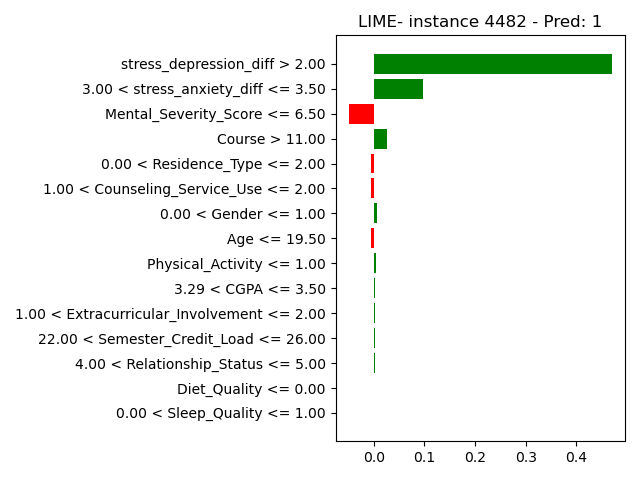 LIME- instance 4482 - Pred: 1
stress_depression_diff > 2.00
3.00 < stress_anxiety_diff <= 3.50
Mental_Severity_Score <= 6.50
Course > 11.00
0.00 < Residence_Type <= 2.00
1.00 < Counseling_Service_Use <= 2.00
0.00 < Gender <= 1.00
Age <= 19.50
Physical_Activity <= 1.00
3.29 < CGPA <= 3.50
1.00 < Extracurricular_Involvement <= 2.00
22.00 < Semester_Credit_Load <= 26.00
4.00 < Relationship_Status <= 5.00
Diet_Quality <= 0.00
0.00 < Sleep_Quality <= 1.00
0.0 0.1 0.2 0.3 0.4